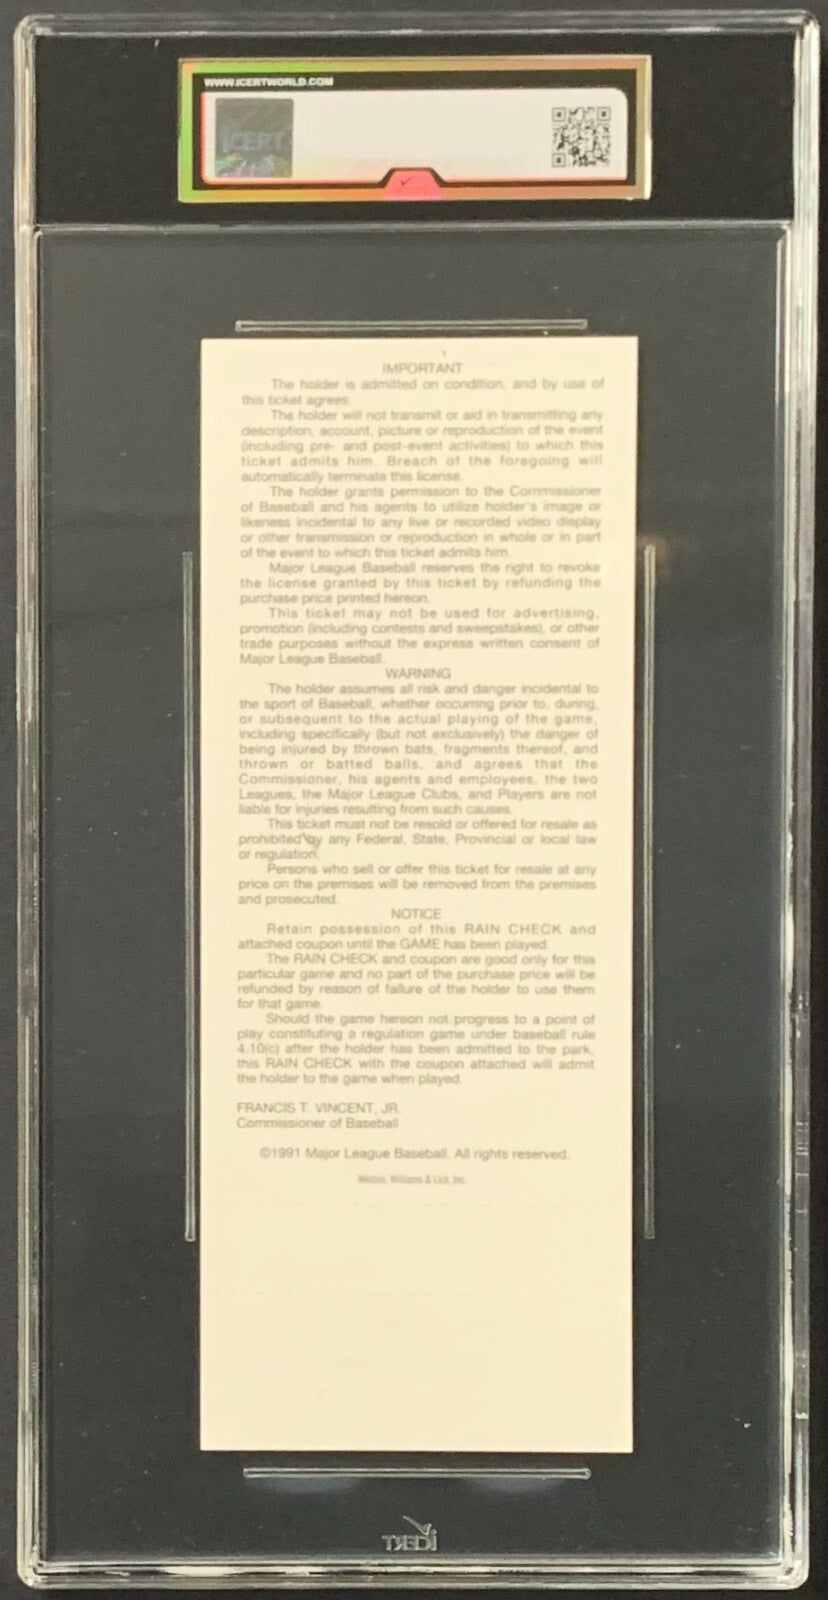 WWW.ICERTWORLD.COM
ICERT
IMPORTANT
The holder is admitted on condition, and by use of
this ticket agrees:
The holder will not transmit or aid in transmitting any
description, account, picture or reproduction of the event
(including pre- and post-event activities) to which this
ticket admits him. Breach of the foregoing will
automatically terminate this license.
The holder grants permission to the Commissioner
of Baseball and his agents to utilize holder's image or
likeness incidental to any live or recorded video display
or other transmission or reproduction in whole or in part
of the event to which this ticket admits him.
Major League Baseball reserves the right to revoke
the license granted by this ticket by refunding the
purchase price printed hereon.
This ticket may not be used for advertising,
promotion (including contests and sweepstakes), or other
trade purposes without the express written consent of
Major League Baseball.
WARNING
The holder assumes all risk and danger incidental to
the sport of Baseball, whether occurring prior to, during,
or subsequent to the actual playing of the game,
including specifically (but not exclusively) the danger of
being injured by thrown bats, fragments thereof, and
thrown or batted balls, and agrees that the
Commissioner, his agents and employees, the two
Leagues, the Major League Clubs, and Players are not
liable for injuries resulting from such causes.
This ticket must not be resold or offered for resale as
prohibited by any Federal, State, Provincial or local law
or regulation.
Persons who sell or offer this ticket for resale at any
price on the premises will be removed from the premises
and prosecuted.
NOTICE
Retain possession of this RAIN CHECK and
attached coupon until the GAME has been played.
The RAIN CHECK and coupon are good only for this
particular game and no part of the purchase price will be
refunded by reason of failure of the holder to use them
for that game.
Should the game hereon not progress to a point of
play constituting a regulation game under baseball rule
4.10(c) after the holder has been admitted to the park,
this RAIN CHECK with the coupon attached will admit
the holder to the game when played.
FRANCIS T. VINCENT, JR.
Commissioner of Baseball
©1991 Major League Baseball. All rights reserved.
Weldon, Williams & Lick, Inc.
iCERT